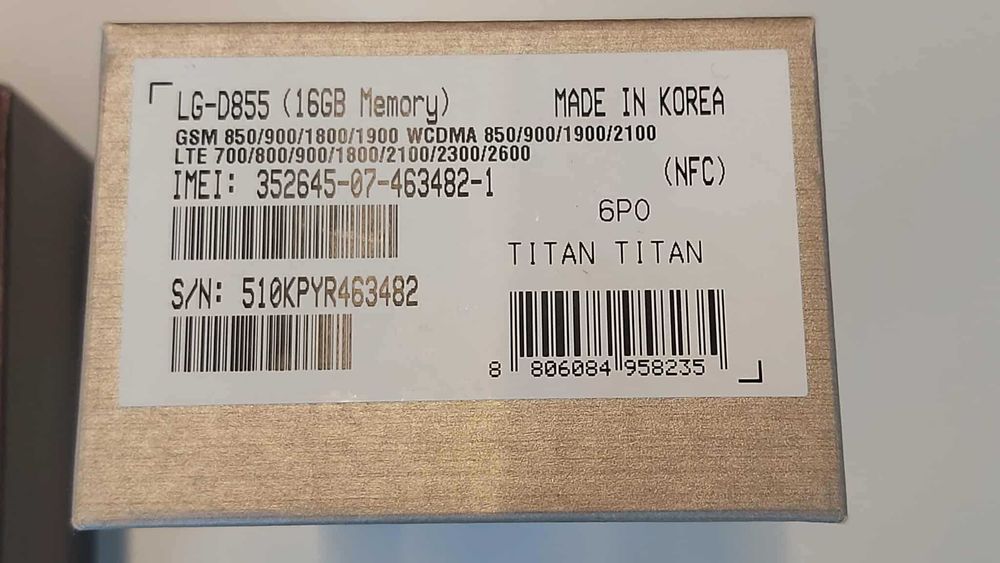 LG-D855 (16GB Memory) MADE IN KOREA
GSM 850/900/1800/1900 WCDMA 850/900/1900/2100
LTE 700/800/900/1800/2100/2300/2600
IMEI: 352645-07-463482-1 (NFC)
6PO
TITAN TITAN
S/N: 510KPYR463482
8 806084 958235